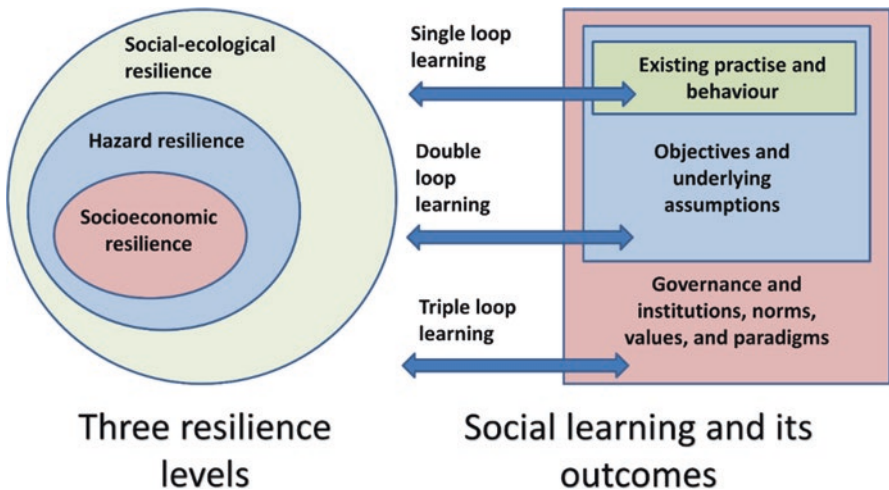 Social-ecological
resilience
Hazard resilience
Socioeconomic
resilience
Three resilience
levels
Single loop
learning
Existing practise and
behaviour
Double
loop
learning
Objectives and
underlying
assumptions
Triple loop
learning
Governance and
institutions, norms,
values, and paradigms
Social learning and its
outcomes